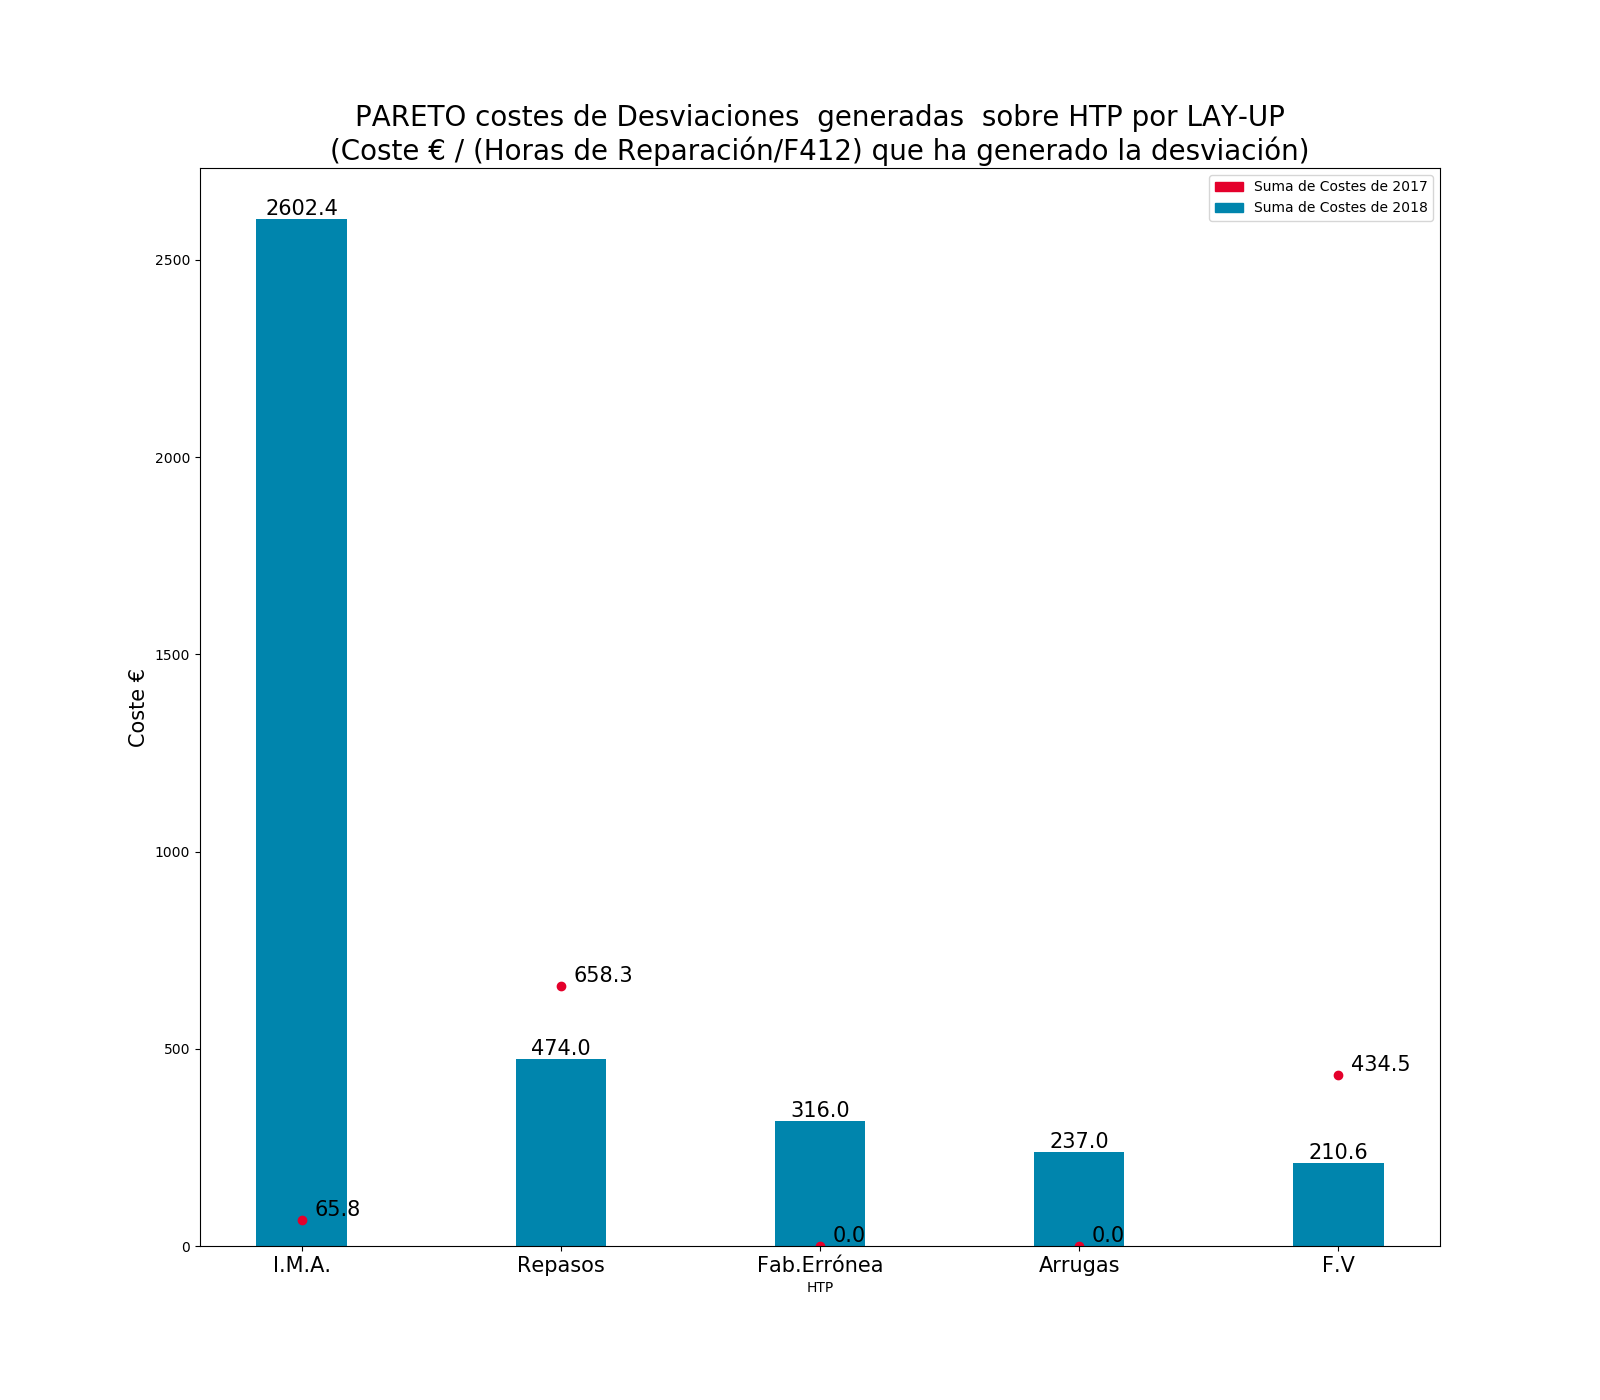 PARETO costes de Desviaciones  generadas  sobre HTP por LAY-UP
(Coste € / (Horas de Reparación/F412) que ha generado la desviación)
Suma de Costes de 2017
Suma de Costes de 2018
2602.4
2500
2000
1500
Coste €
1000
658.3
500
474.0
434.5
316.0
237.0
210.6
65.8
0.0
0.0
0
I.M.A.
Repasos
Fab.Errónea
Arrugas
F.V
HTP